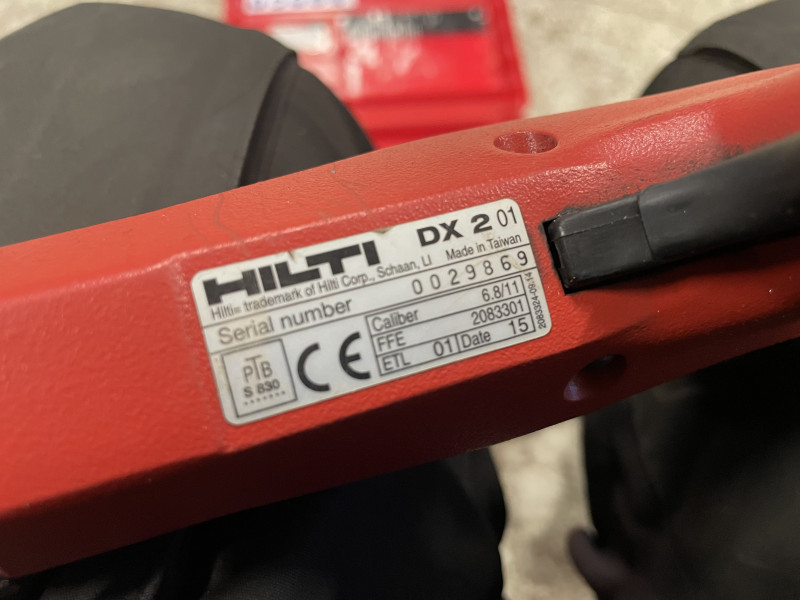 HILTI DX 2 01
Hilti= trademark of Hilti Corp., Schaan, LI Made in Taiwan
Serial number 0029869
PTB
S 830
CE
Caliber 6.8/11
FFE 2083301
ETL 01 Date 15
2083324-09/14